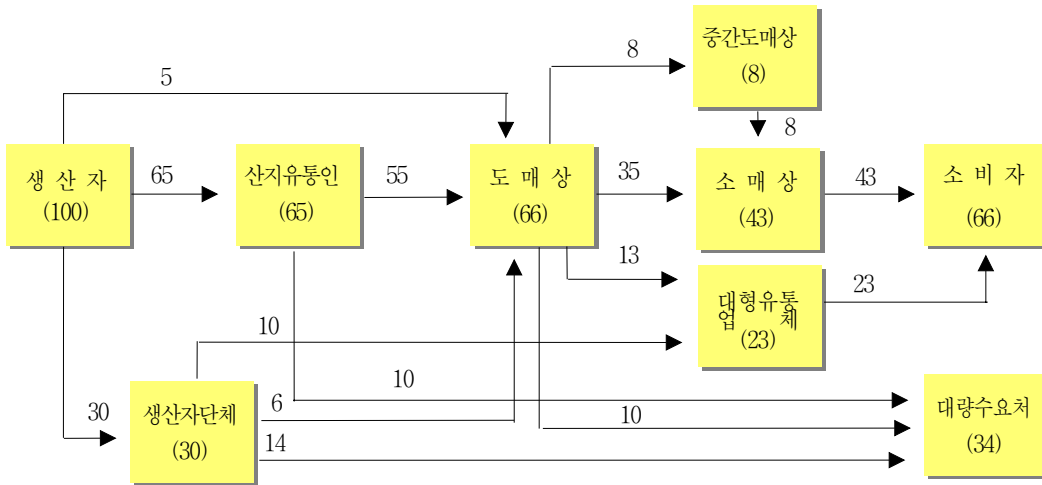 중간도매상
(8)
8
8
5
생 산 자
(100)
65
산지유통인
(65)
55
도 매 상
(66)
35
소 매 상
(43)
43
소 비 자
(66)
13
대형유통
업 체
(23)
23
10
10
30
생산자단체
(30)
6
14
10
대량수요처
(34)